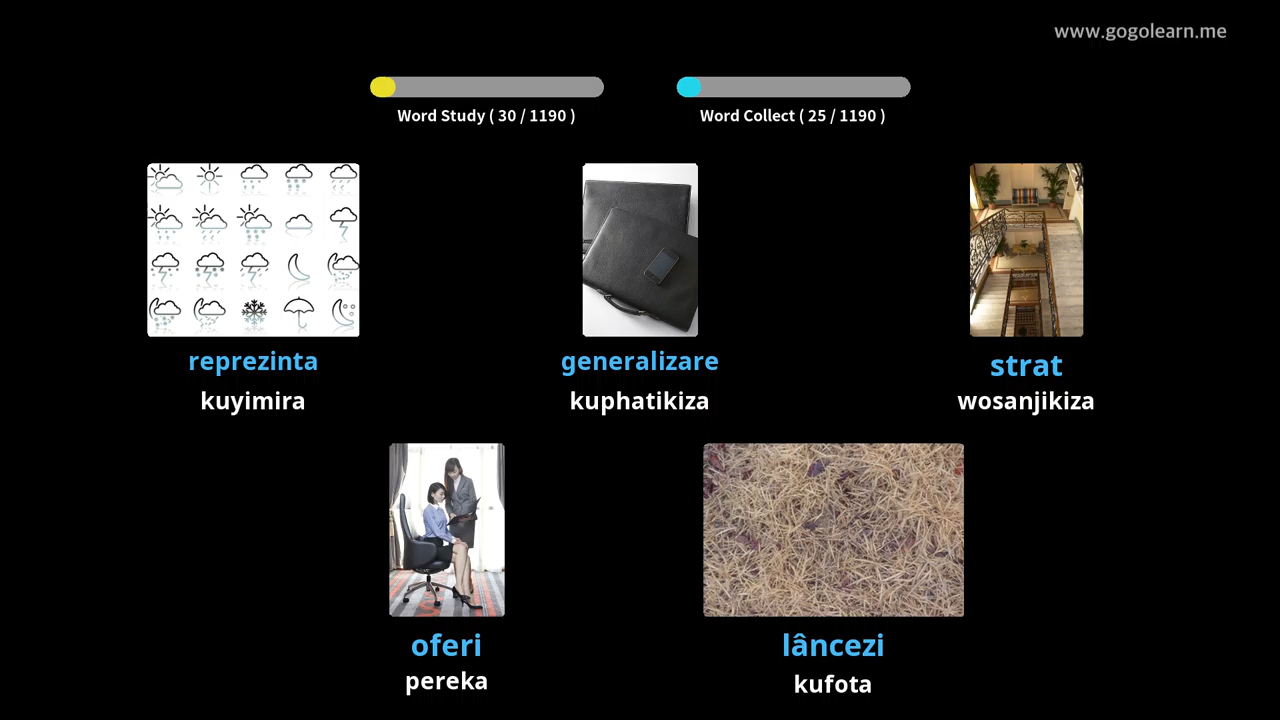 www.gogolearn.me
Word Study ( 30 / 1190 )
Word Collect ( 25 / 1190 )
reprezinta
kuyimira
generalizare
kuphatikiza
strat
wosanjikiza
oferi
pereka
lâncezi
kufota